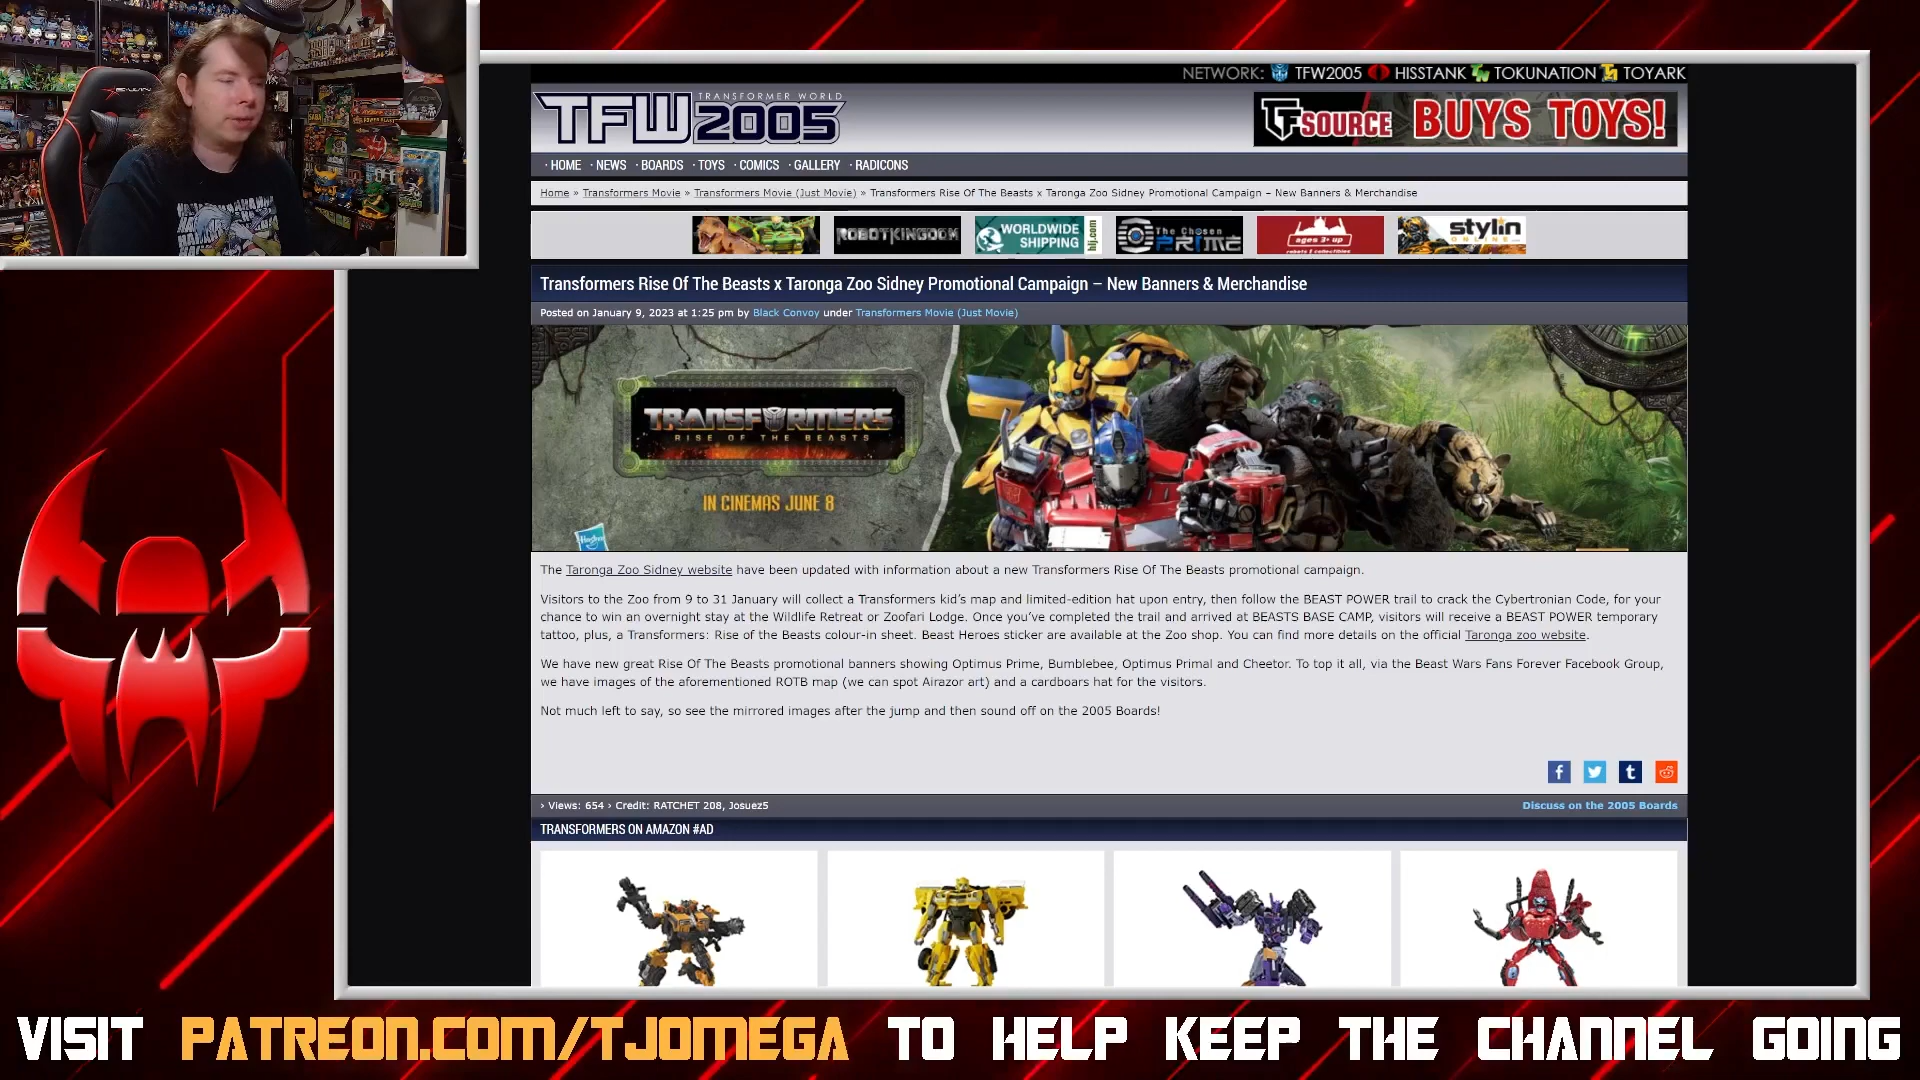 NETWORK: TFW2005 HISSTANK TOKUNATION TOYARK
TRANSFORMER WORLD
TFW2005
TFSOURCE BUYS TOYS!
· HOME · NEWS · BOARDS · TOYS · COMICS · GALLERY · RADICONS
Home » Transformers Movie » Transformers Movie (Just Movie) » Transformers Rise Of The Beasts x Taronga Zoo Sidney Promotional Campaign – New Banners & Merchandise
ROBOTKINGDOM
WORLDWIDE SHIPPING hlj.com
The Chosen PRIME
ages 3+ up
robots & collectibles
stylin ONLINE
Transformers Rise Of The Beasts x Taronga Zoo Sidney Promotional Campaign – New Banners & Merchandise
Posted on January 9, 2023 at 1:25 pm by Black Convoy under Transformers Movie (Just Movie)
TRANSFORMERS
RISE OF THE BEASTS
IN CINEMAS JUNE 8
Hasbro
The Taronga Zoo Sidney website have been updated with information about a new Transformers Rise Of The Beasts promotional campaign.
Visitors to the Zoo from 9 to 31 January will collect a Transformers kid's map and limited-edition hat upon entry, then follow the BEAST POWER trail to crack the Cybertronian Code, for your
chance to win an overnight stay at the Wildlife Retreat or Zoofari Lodge. Once you've completed the trail and arrived at BEASTS BASE CAMP, visitors will receive a BEAST POWER temporary
tattoo, plus, a Transformers: Rise of the Beasts colour-in sheet. Beast Heroes sticker are available at the Zoo shop. You can find more details on the official Taronga zoo website.
We have new great Rise Of The Beasts promotional banners showing Optimus Prime, Bumblebee, Optimus Primal and Cheetor. To top it all, via the Beast Wars Fans Forever Facebook Group,
we have images of the aforementioned ROTB map (we can spot Airazor art) and a cardboars hat for the visitors.
Not much left to say, so see the mirrored images after the jump and then sound off on the 2005 Boards!
› Views: 654 › Credit: RATCHET 208, Josuez5
Discuss on the 2005 Boards
TRANSFORMERS ON AMAZON #AD
VISIT PATREON.COM/TJOMEGA TO HELP KEEP THE CHANNEL GOING